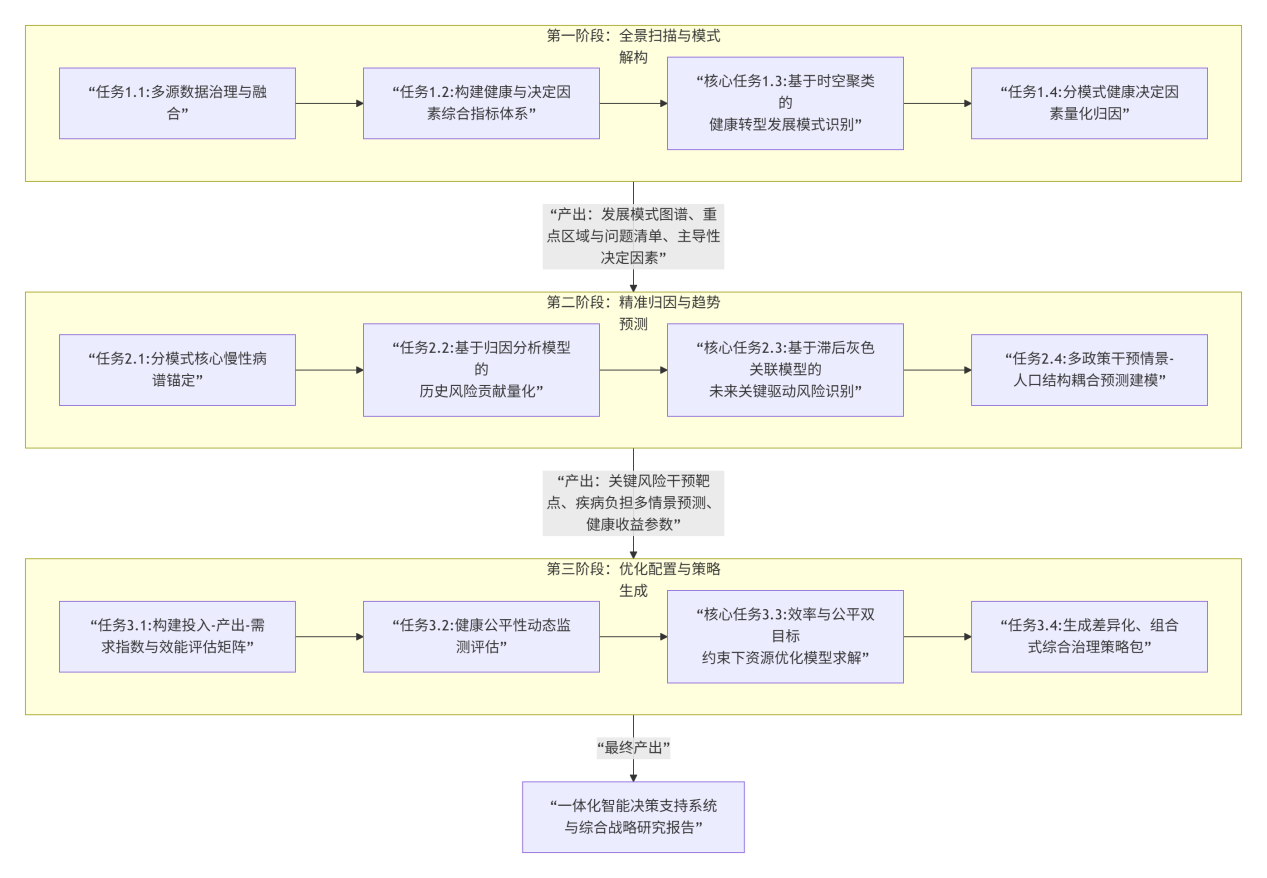 第一阶段：全景扫描与模式
解构
“任务1.1:多源数据治理与融
合”
“任务1.2:构建健康与决定因
素综合指标体系”
“核心任务1.3:基于时空聚类
的
健康转型发展模式识别”
“任务1.4:分模式健康决定因
素量化归因”
“产出：发展模式图谱、重
点区域与问题清单、主导性
决定因素”
第二阶段：精准归因与趋势
预测
“任务2.1:分模式核心慢性病
谱锚定”
“任务2.2:基于归因分析模型
的
历史风险贡献量化”
“核心任务2.3:基于滞后灰色
关联模型的
未来关键驱动风险识别”
“任务2.4:多政策干预情景-
人口结构耦合预测建模”
“产出：关键风险干预靶
点、疾病负担多情景预测、
健康收益参数”
第三阶段：优化配置与策略
生成
“任务3.1:构建投入-产出-需
求指数与效能评估矩阵”
“任务3.2:健康公平性动态监
测评估”
“核心任务3.3:效率与公平双
目标
约束下资源优化模型求解”
“任务3.4:生成差异化、组合
式综合治理策略包”
“最终产出”
“一体化智能决策支持系统
与综合战略研究报告”